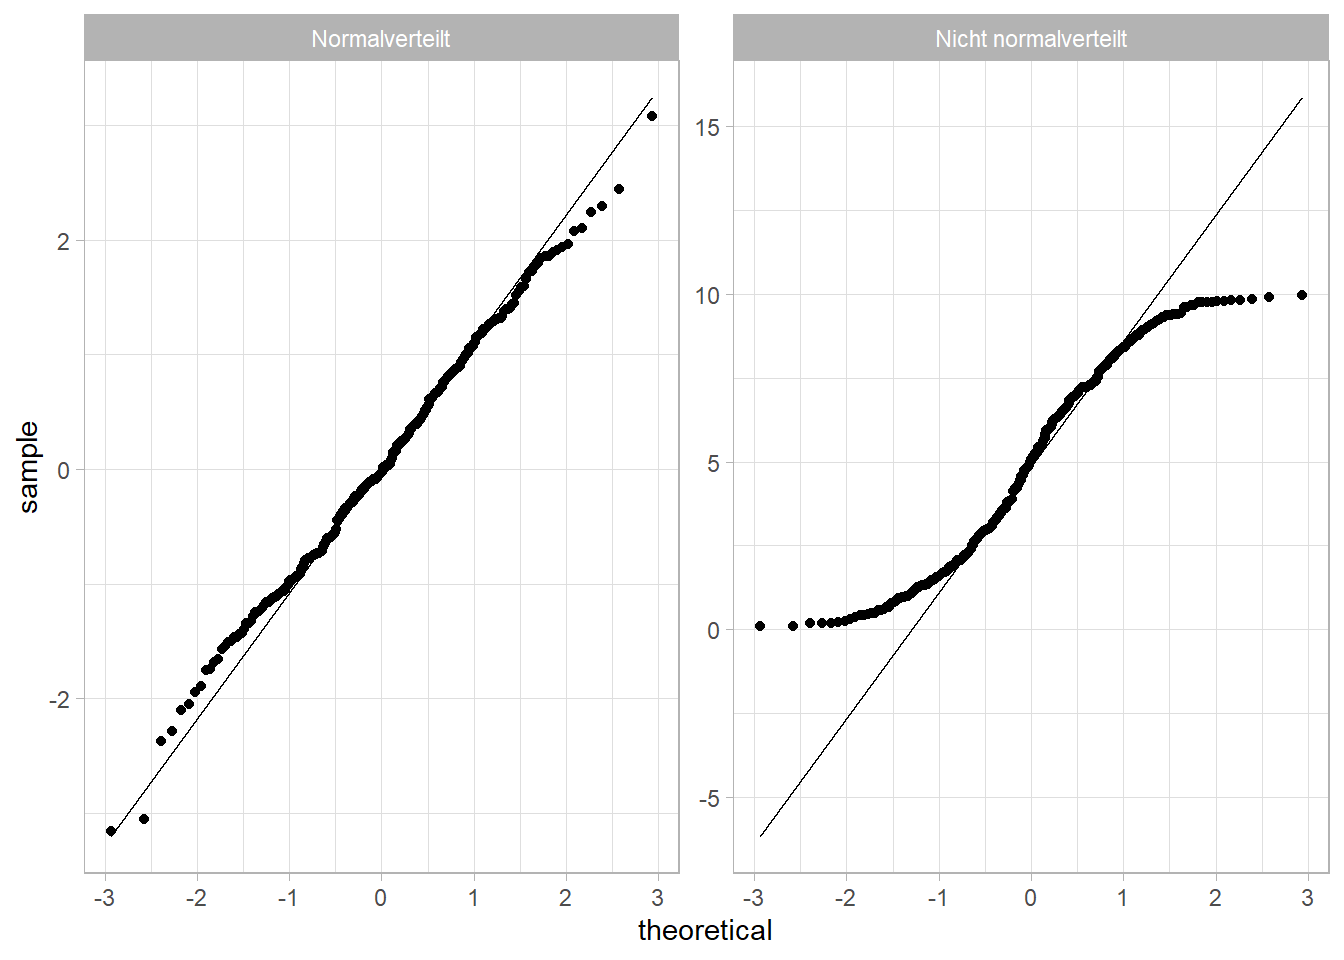 Normalverteilt
Nicht normalverteilt
sample
2
0
-2
15
10
5
0
-5
-3 -2 -1 0 1 2 3
-3 -2 -1 0 1 2 3
theoretical